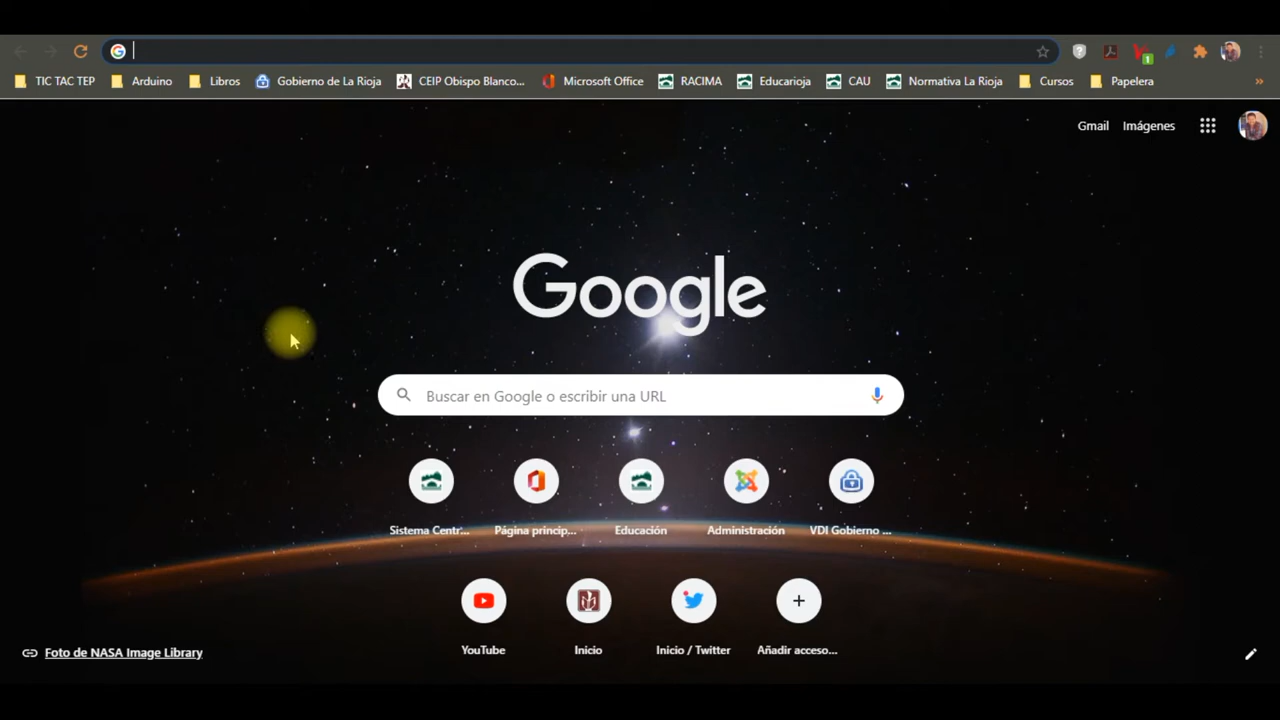 TIC TAC TEP Arduino Libros Gobierno de La Rioja CEIP Obispo Blanco... Microsoft Office RACIMA Educarioja CAU Normativa La Rioja Cursos Papelera »
1
Gmail Imágenes
Google
Buscar en Google o escribir una URL
Sistema Centr... Página princip... Educación Administración VDI Gobierno ...
YouTube Inicio Inicio / Twitter Añadir acceso...
Foto de NASA Image Library